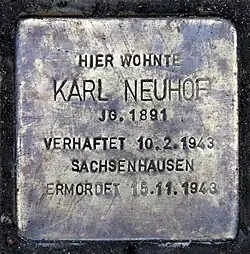 HIER WOHNTE
KARL NEUHOF
JG. 1891
VERHAFTET 10.2.1943
SACHSENHAUSEN
ERMORDET 15.11.1943